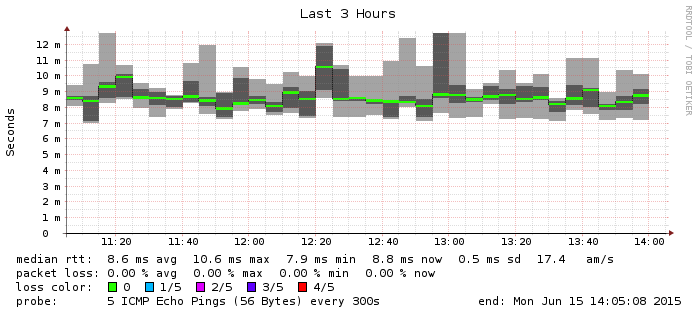 Last 3 Hours
RRDTOOL / TOBI OETIKER
Seconds
12 m
11 m
10 m
9 m
8 m
7 m
6 m
5 m
4 m
3 m
2 m
1 m
0
11:20 11:40 12:00 12:20 12:40 13:00 13:20 13:40 14:00
median rtt: 8.6 ms avg 10.6 ms max 7.9 ms min 8.8 ms now 0.5 ms sd 17.4 am/s
packet loss: 0.00 % avg 0.00 % max 0.00 % min 0.00 % now
loss color: 0 1/5 2/5 3/5 4/5
probe: 5 ICMP Echo Pings (56 Bytes) every 300s end: Mon Jun 15 14:05:08 2015